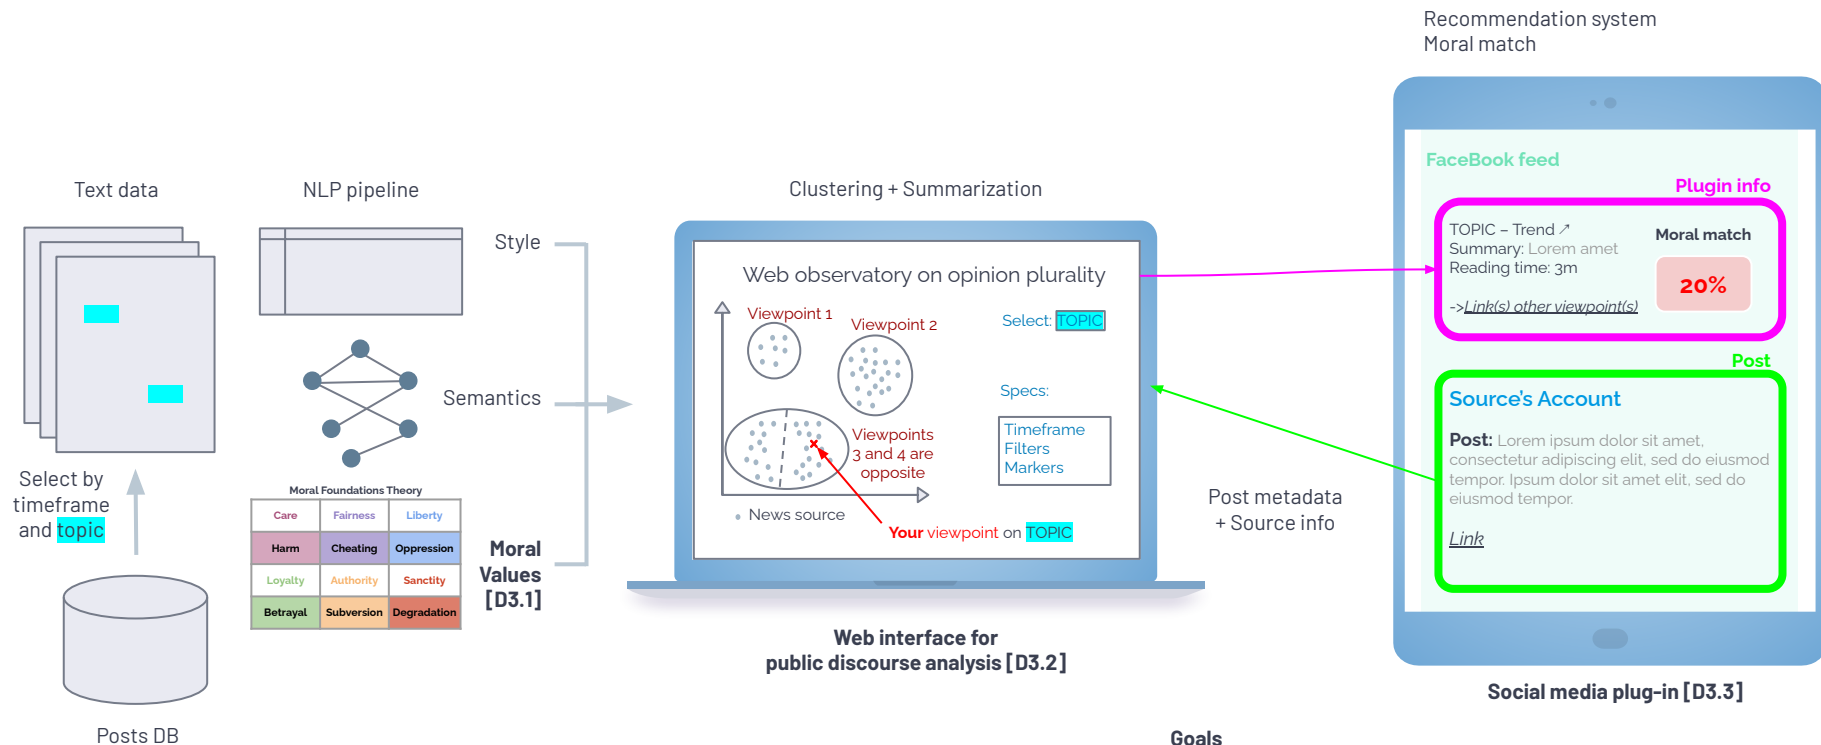 Recommendation system
Moral match
Text data
NLP pipeline
Clustering + Summarization
Style
Semantics
Select by
timeframe
and topic
Posts DB
Moral Foundations Theory
Care Fairness Liberty
Harm Cheating Oppression
Loyalty Authority Sanctity
Betrayal Subversion Degradation
Moral
Values
[D3.1]
Web observatory on opinion plurality
Viewpoint 1
Viewpoint 2
Viewpoints
3 and 4 are
opposite
News source
Your viewpoint on TOPIC
Select: TOPIC
Specs:
Timeframe
Filters
Markers
Web interface for
public discourse analysis [D3.2]
Post metadata
+ Source info
FaceBook feed
Plugin info
TOPIC – Trend ↗
Summary: Lorem amet
Reading time: 3m
->Link(s) other viewpoint(s)
Moral match
20%
Post
Source's Account
Post: Lorem ipsum dolor sit amet,
consectetur adipiscing elit, sed do eiusmod
tempor. Ipsum dolor sit amet elit, sed do
eiusmod tempor.
Link
Social media plug-in [D3.3]
Goals